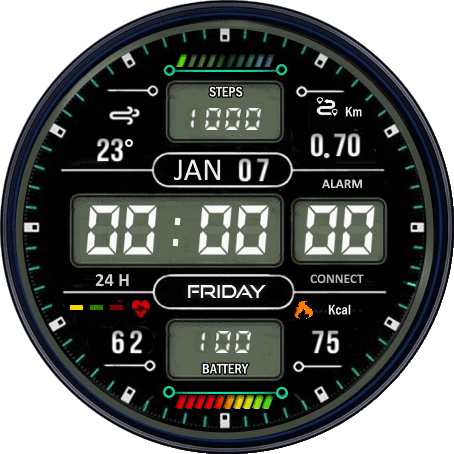 STEPS
1000
Km
23°
0.70
JAN 07
ALARM
00:00 00
24 H
CONNECT
FRIDAY
Kcal
62
100
75
BATTERY